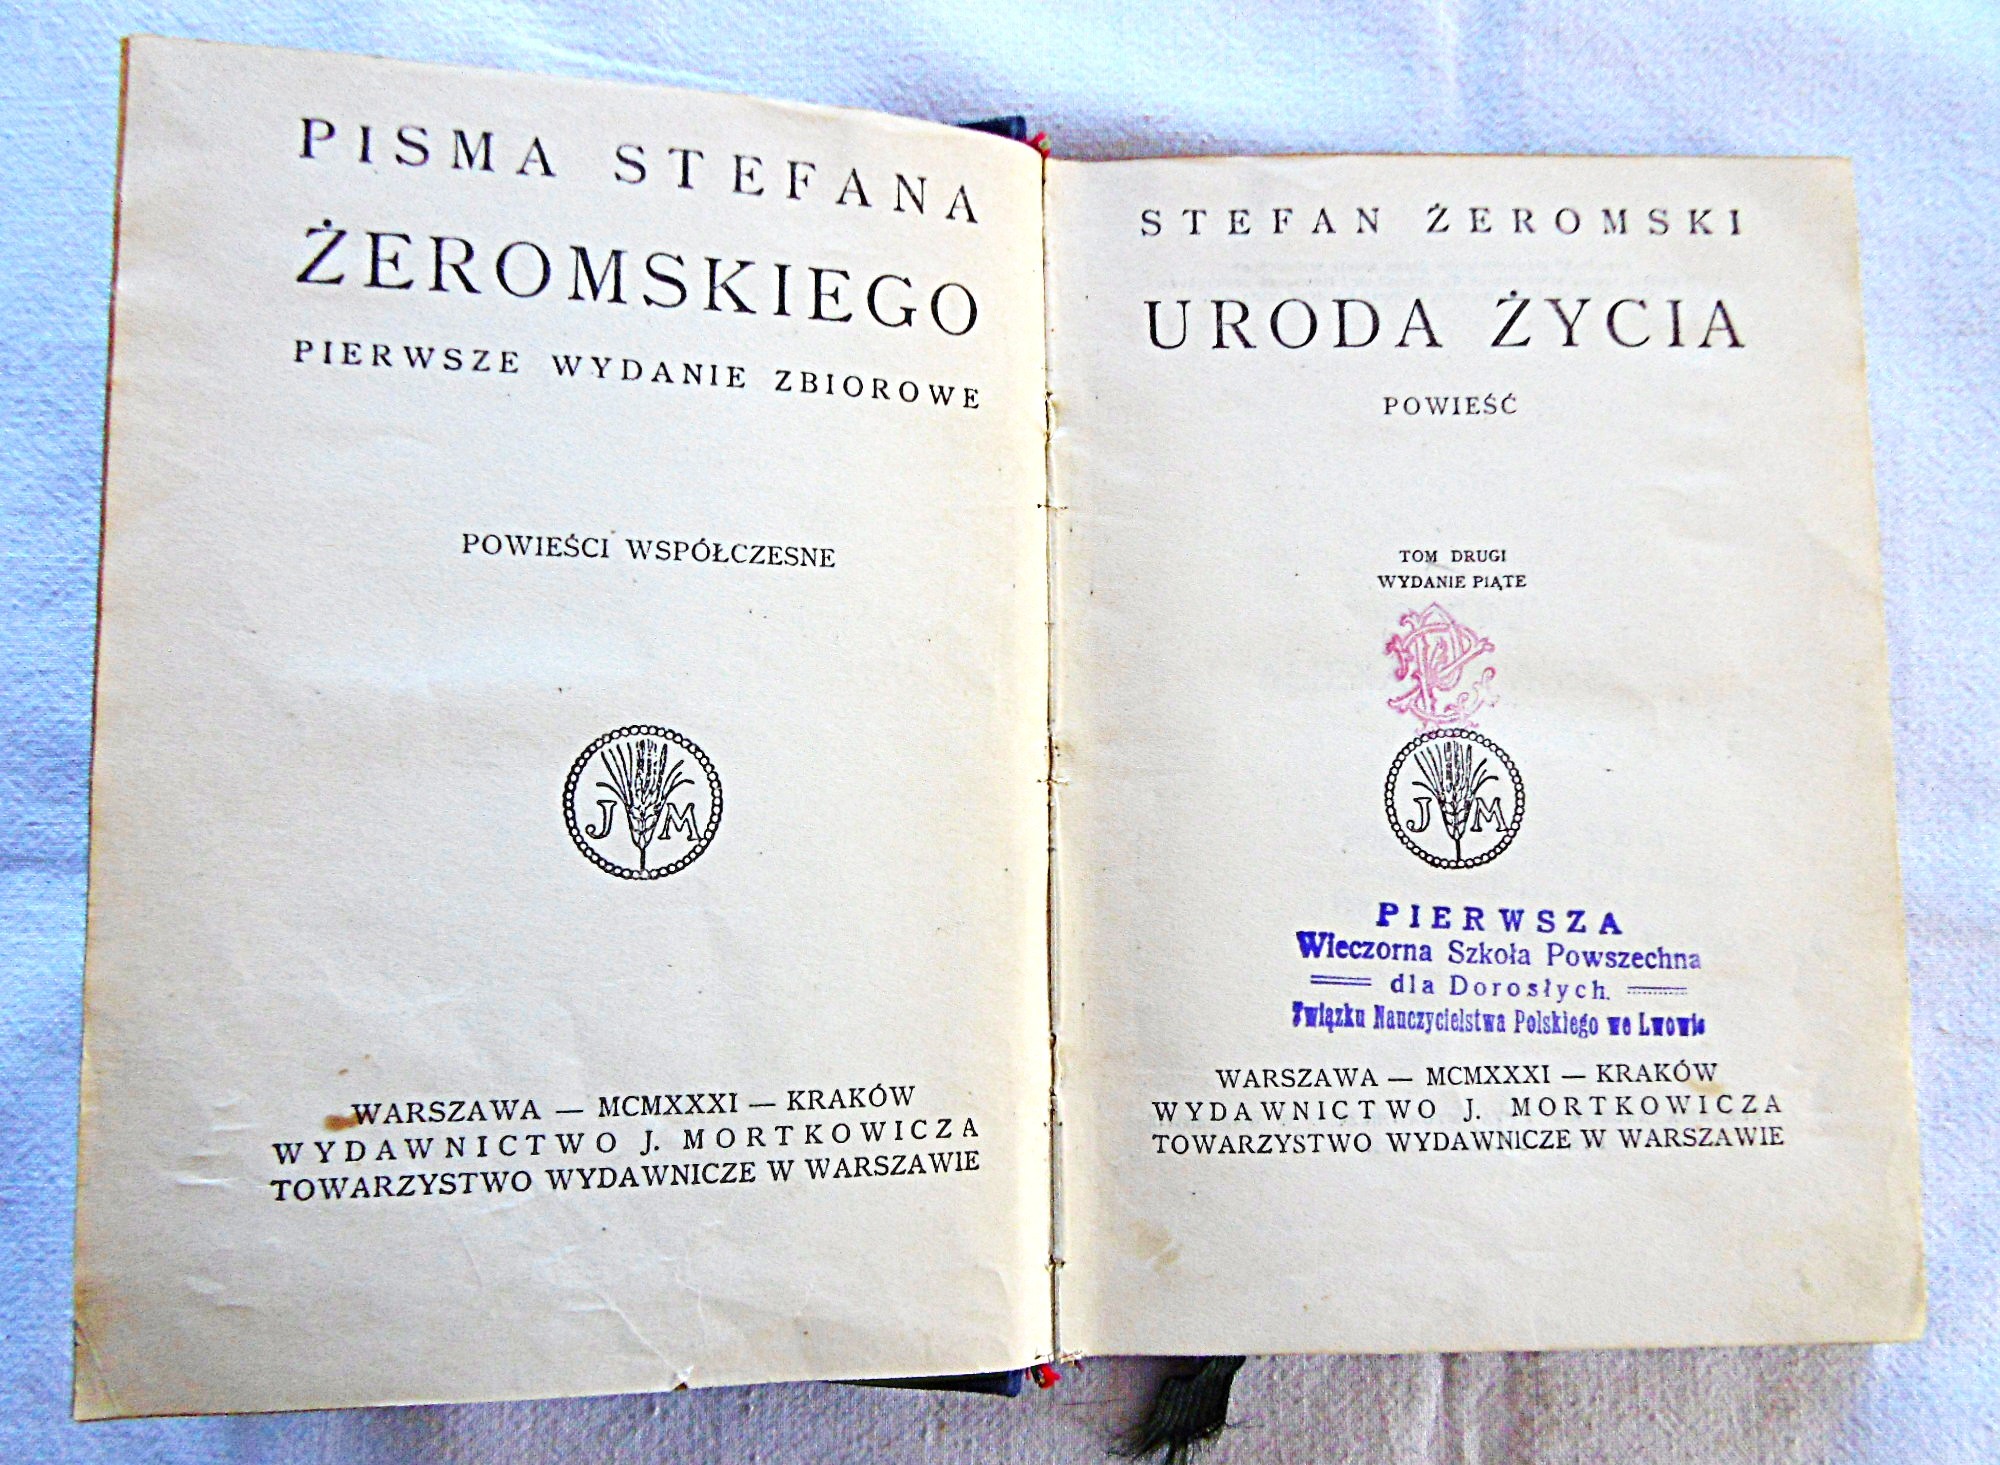 PISMA STEFANA
ŻEROMSKIEGO
PIERWSZE WYDANIE ZBIOROWE
POWIEŚCI WSPÓŁCZESNE
J M
WARSZAWA — MCMXXXI — KRAKÓW
WYDAWNICTWO J. MORTKOWICZA
TOWARZYSTWO WYDAWNICZE W WARSZAWIE
STEFAN ŻEROMSKI
URODA ŻYCIA
POWIEŚĆ
TOM DRUGI
WYDANIE PIĄTE
J M
PIERWSZA
Wieczorna Szkoła Powszechna
dla Dorosłych.
Związku Nauczycielstwa Polskiego we Lwowie
WARSZAWA — MCMXXXI — KRAKÓW
WYDAWNICTWO J. MORTKOWICZA
TOWARZYSTWO WYDAWNICZE W WARSZAWIE